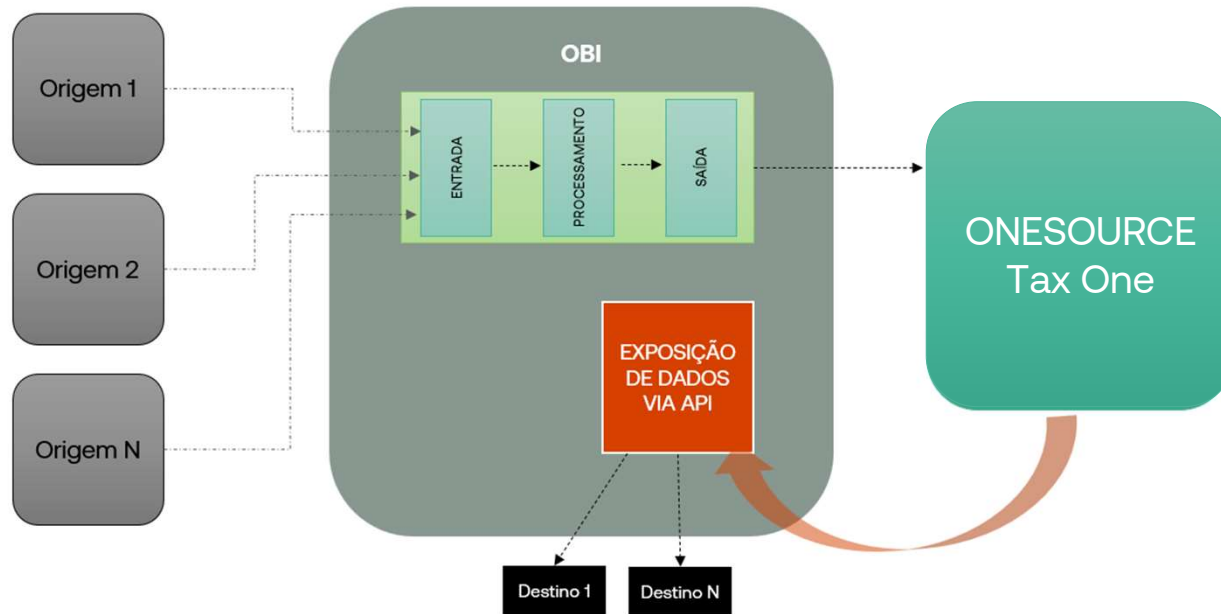 Origem 1
Origem 2
Origem N
OBI
ENTRADA
PROCESSAMENTO
SAÍDA
EXPOSIÇÃO
DE DADOS
VIA API
ONESOURCE
Tax One
Destino 1
Destino N